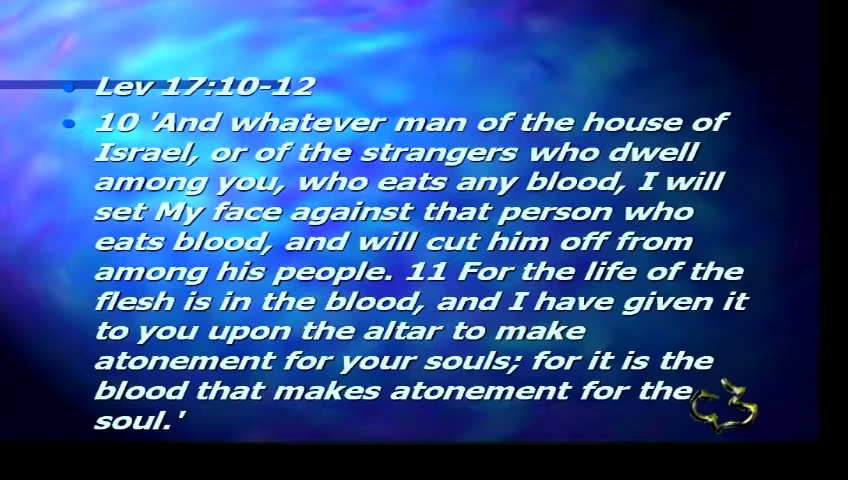 Lev 17:10-12
10 'And whatever man of the house of
Israel, or of the strangers who dwell
among you, who eats any blood, I will
set My face against that person who
eats blood, and will cut him off from
among his people. 11 For the life of the
flesh is in the blood, and I have given it
to you upon the altar to make
atonement for your souls; for it is the
blood that makes atonement for the
soul.'
C3